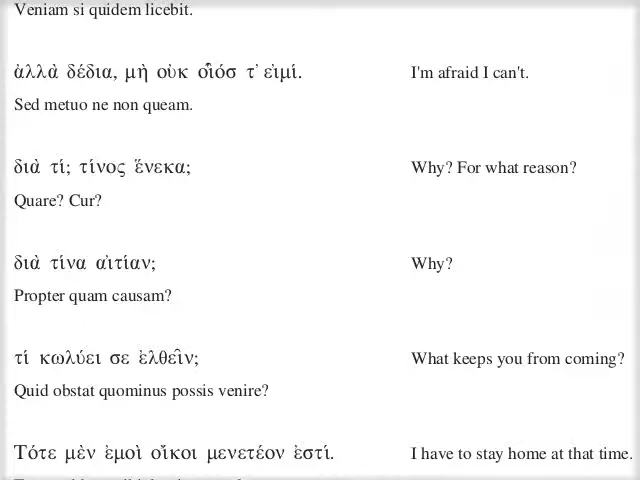 Veniam si quidem licebit.
ἀλλὰ δέδια, μὴ οὐκ οἷόσ τ᾽ εἰμί. I'm afraid I can't.
Sed metuo ne non queam.
διὰ τί; τίνος ἕνεκα; Why? For what reason?
Quare? Cur?
διὰ τίνα αἰτίαν; Why?
Propter quam causam?
τί κωλύει σε ἐλθεῖν; What keeps you from coming?
Quid obstat quominus possis venire?
Τότε μὲν ἐμοὶ οἴκοι μενετέον ἐστί. I have to stay home at that time.